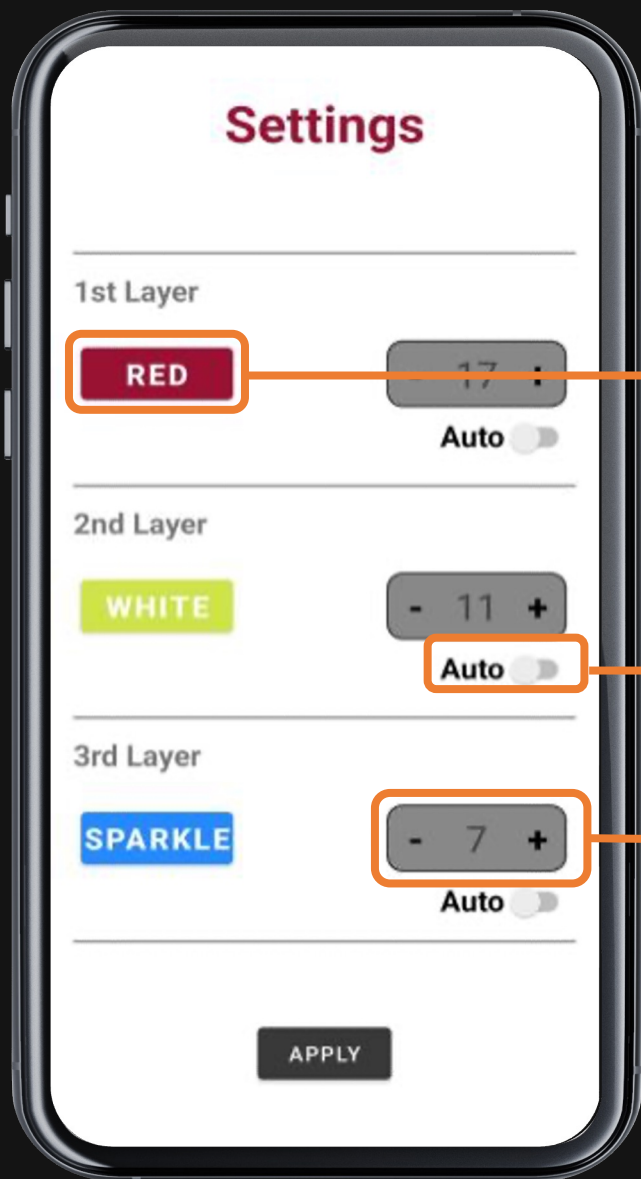 Settings
1st Layer
RED
- 17 +
Auto
2nd Layer
WHITE
- 11 +
Auto
3rd Layer
SPARKLE
- 7 +
Auto
APPLY